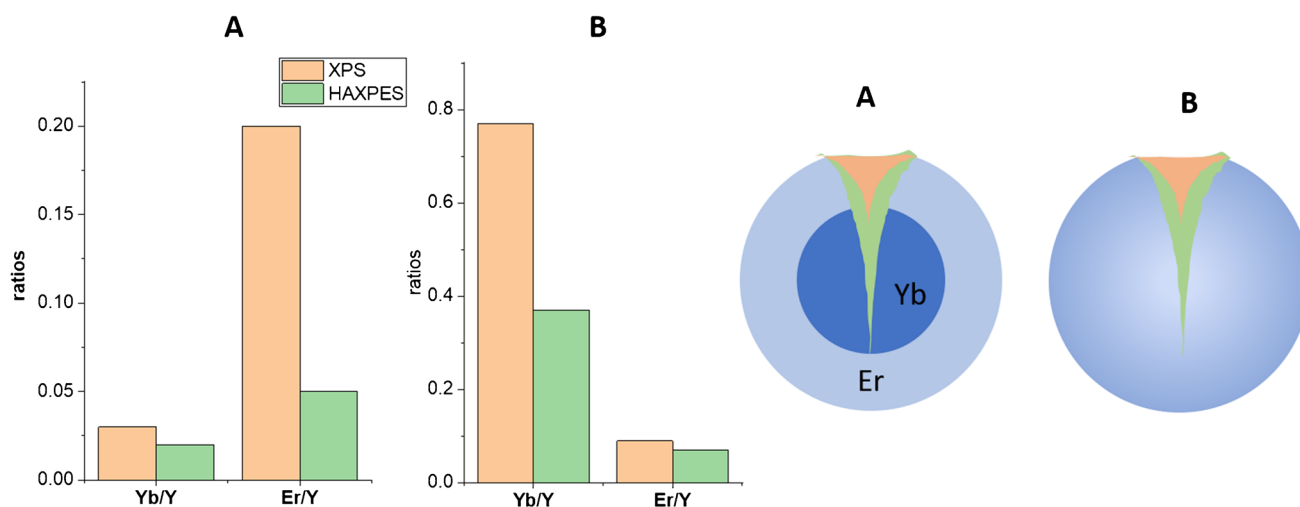 A
XPS
HAXPES
ratios
0.20
0.15
0.10
0.05
0.00
Yb/Y
Er/Y
B
ratios
0.8
0.6
0.4
0.2
0.0
Yb/Y
Er/Y
A
Yb
Er
B